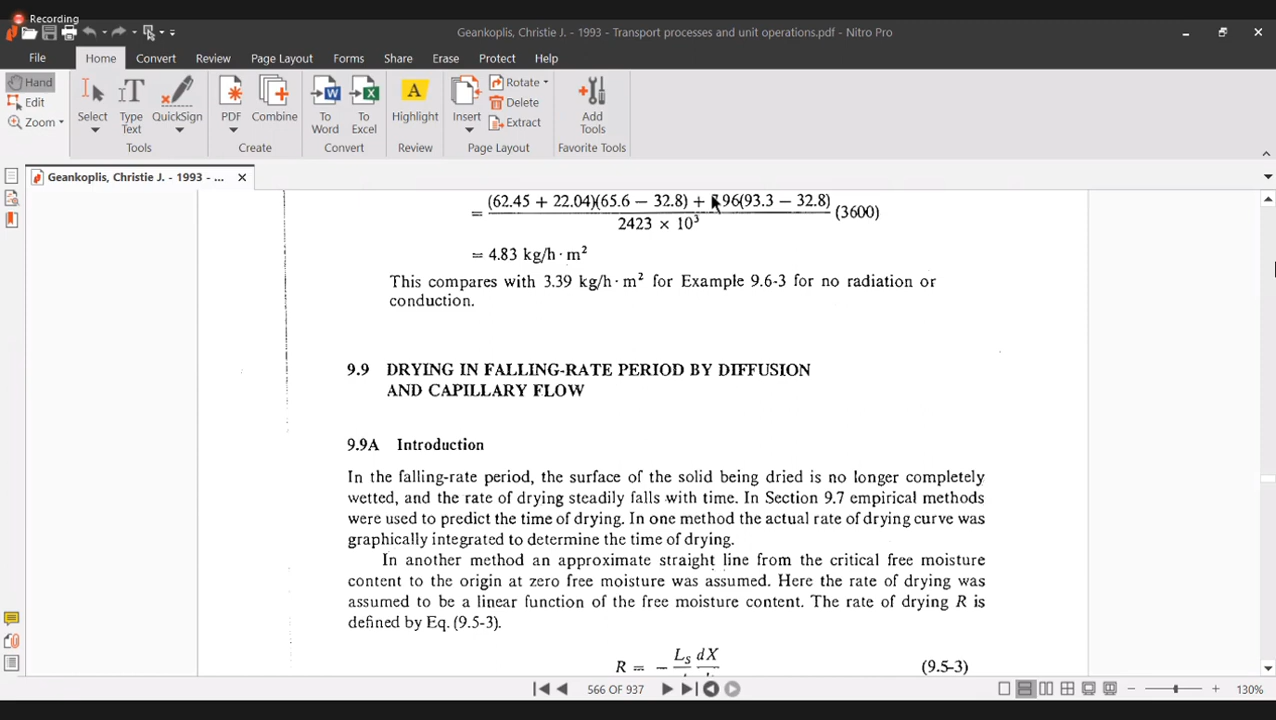 Recording
Geankoplis, Christie J. - 1993 - Transport processes and unit operations.pdf - Nitro Pro
File Home Convert Review Page Layout Forms Share Erase Protect Help
Hand
Edit
Zoom
Select
Type Text
QuickSign
Tools
PDF
Combine
Create
To Word
To Excel
Convert
Highlight
Review
Insert
Rotate
Delete
Extract
Page Layout
Add Tools
Favorite Tools
Geankoplis, Christie J. - 1993 - ...
= (62.45 + 22.04)(65.6 − 32.8) + .96(93.3 − 32.8) / 2423 × 10³ (3600)
= 4.83 kg/h · m²
This compares with 3.39 kg/h · m² for Example 9.6-3 for no radiation or
conduction.
9.9 DRYING IN FALLING-RATE PERIOD BY DIFFUSION
AND CAPILLARY FLOW
9.9A Introduction
In the falling-rate period, the surface of the solid being dried is no longer completely
wetted, and the rate of drying steadily falls with time. In Section 9.7 empirical methods
were used to predict the time of drying. In one method the actual rate of drying curve was
graphically integrated to determine the time of drying.
In another method an approximate straight line from the critical free moisture
content to the origin at zero free moisture was assumed. Here the rate of drying was
assumed to be a linear function of the free moisture content. The rate of drying R is
defined by Eq. (9.5-3).
R = − L_S dX (9.5-3)
566 OF 937
130%